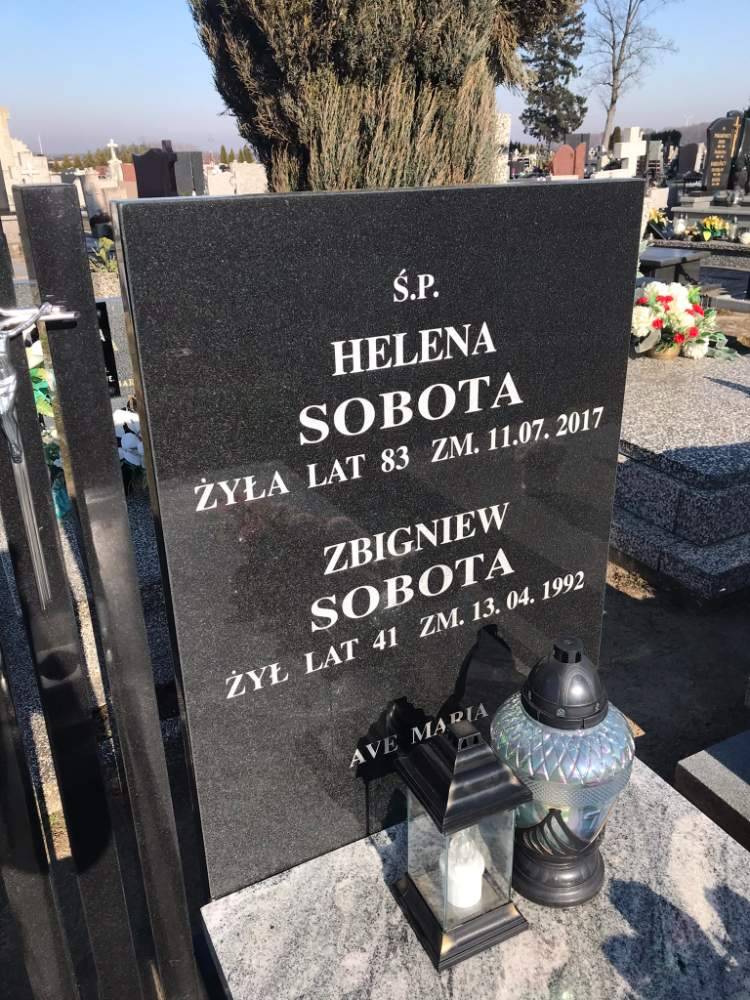 Ś.P.
HELENA
SOBOTA
ŻYŁA LAT 83 ZM. 11.07. 2017
ZBIGNIEW
SOBOTA
ŻYŁ LAT 41 ZM. 13. 04. 1992
AVE MARIA